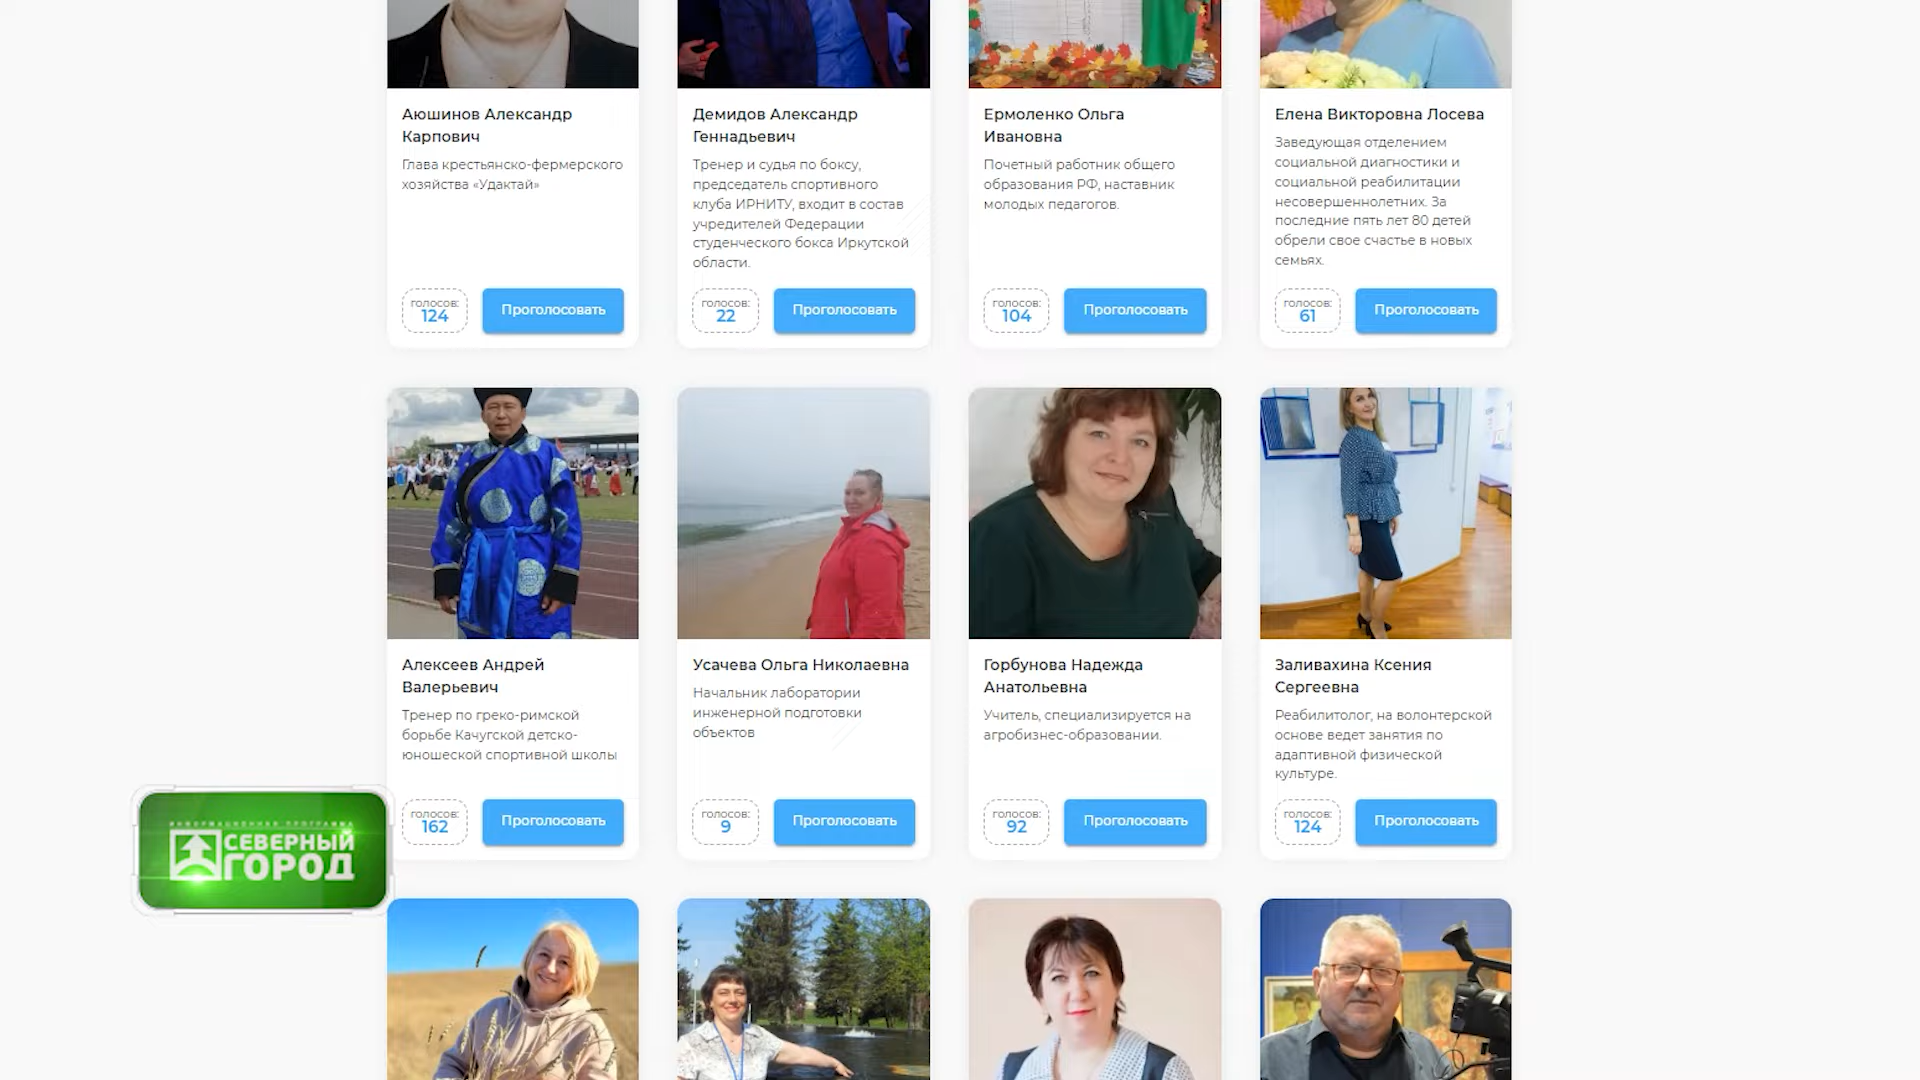 Аюшинов Александр
Карпович
Глава крестьянско-фермерского
хозяйства «Удактай»
голосов:
124
Проголосовать
Демидов Александр
Геннадьевич
Тренер и судья по боксу,
председатель спортивного
клуба ИРНИТУ, входит в состав
учредителей Федерации
студенческого бокса Иркутской
области.
голосов:
22
Проголосовать
Ермоленко Ольга
Ивановна
Почетный работник общего
образования РФ, наставник
молодых педагогов.
голосов:
104
Проголосовать
Елена Викторовна Лосева
Заведующая отделением
социальной диагностики и
социальной реабилитации
несовершеннолетних. За
последние пять лет 80 детей
обрели свое счастье в новых
семьях.
голосов:
61
Проголосовать
Алексеев Андрей
Валерьевич
Тренер по греко-римской
борьбе Качугской детско-
юношеской спортивной школы
голосов:
162
Проголосовать
Усачева Ольга Николаевна
Начальник лаборатории
инженерной подготовки
объектов
голосов:
9
Проголосовать
Горбунова Надежда
Анатольевна
Учитель, специализируется на
агробизнес-образовании.
голосов:
92
Проголосовать
Заливахина Ксения
Сергеевна
Реабилитолог, на волонтерской
основе ведет занятия по
адаптивной физической
культуре.
голосов:
124
Проголосовать
ИНФОРМАЦИОННАЯ ПРОГРАММА
СЕВЕРНЫЙ
ГОРОД